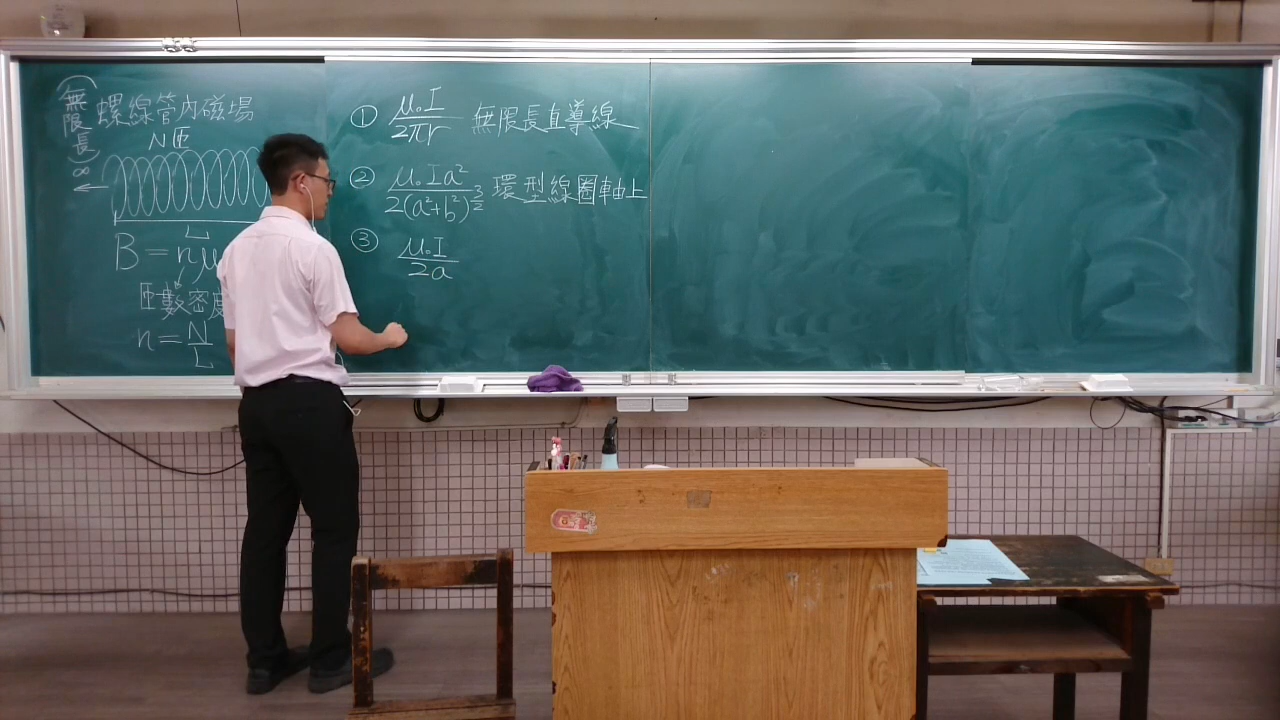 (無限長)
螺線管內磁場
N匝
∞
L
B=nμ
匝數密度
n=N/L
① μ₀I/2πr 無限長直導線
② μ₀Ia²/2(a²+b²)^3/2 環型線圈軸上
③ μ₀I/2a